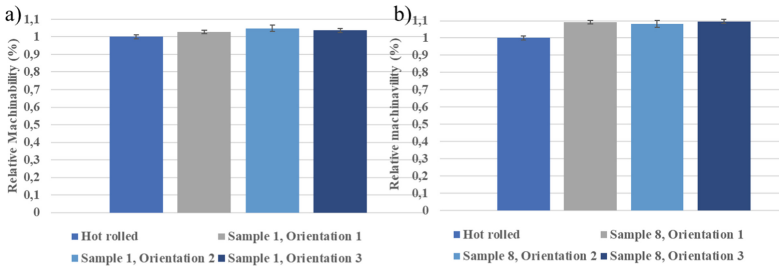 a)
Relative Machinability (%)
1,1
1
0,9
0,8
0,7
0,6
0,5
0,4
0,3
0,2
0,1
0
Hot rolled
Sample 1, Orientation 1
Sample 1, Orientation 2
Sample 1, Orientation 3
b)
Relative machinavility (%)
1,1
1
0,9
0,8
0,7
0,6
0,5
0,4
0,3
0,2
0,1
0
Hot rolled
Sample 8, Orientation 1
Sample 8, Orientation 2
Sample 8, Orientation 3